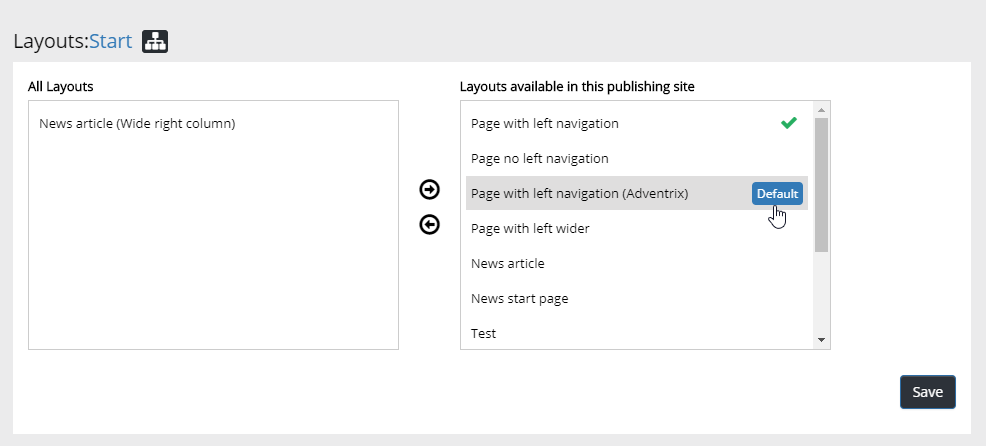 Layouts:Start
All Layouts
Layouts available in this publishing site
News article (Wide right column)
Page with left navigation
Page no left navigation
Page with left navigation (Adventrix) Default
Page with left wider
News article
News start page
Test
Save